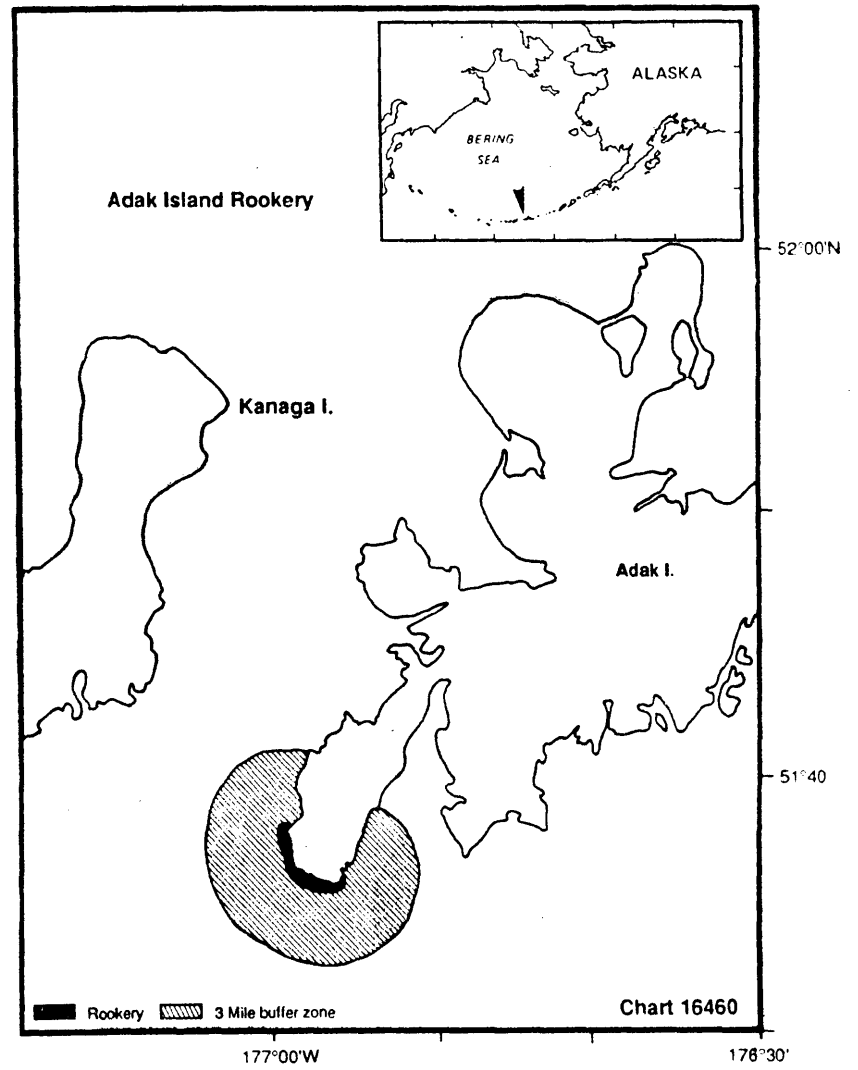 ALASKA
BERING
SEA
Adak Island Rookery
52°00'N
Kanaga I.
Adak I.
51°40
Rookery
3 Mile buffer zone
Chart 16460
177°00'W
176°30'